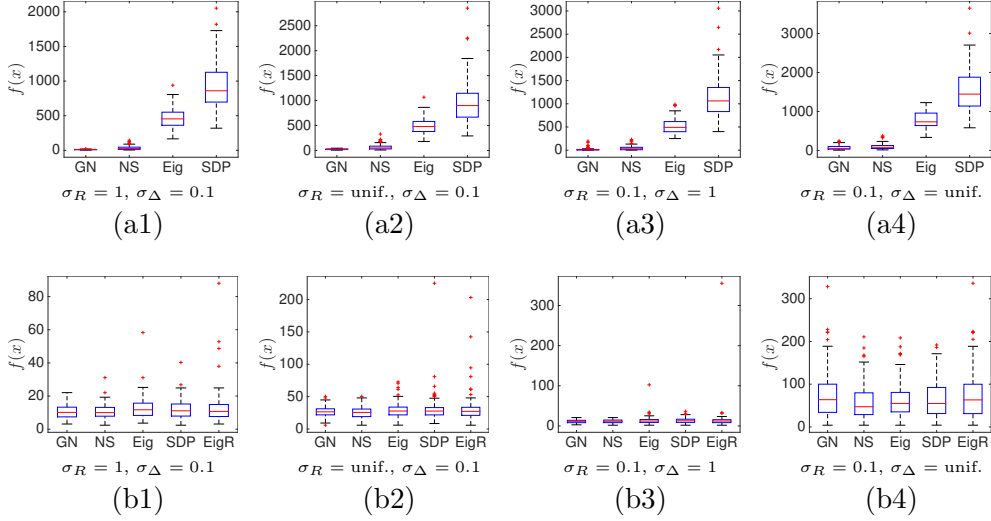 2000
1500
1000
500
0
f(x)
GN NS Eig SDP
σ_R = 1, σ_Δ = 0.1
(a1)
2500
2000
1500
1000
500
0
f(x)
GN NS Eig SDP
σ_R = unif., σ_Δ = 0.1
(a2)
3000
2500
2000
1500
1000
500
0
f(x)
GN NS Eig SDP
σ_R = 0.1, σ_Δ = 1
(a3)
3000
2000
1000
0
f(x)
GN NS Eig SDP
σ_R = 0.1, σ_Δ = unif.
(a4)
80
60
40
20
0
f(x)
GN NS Eig SDP EigR
σ_R = 1, σ_Δ = 0.1
(b1)
200
150
100
50
0
f(x)
GN NS Eig SDP EigR
σ_R = unif., σ_Δ = 0.1
(b2)
300
200
100
0
f(x)
GN NS Eig SDP EigR
σ_R = 0.1, σ_Δ = 1
(b3)
300
200
100
0
f(x)
GN NS Eig SDP EigR
σ_R = 0.1, σ_Δ = unif.
(b4)